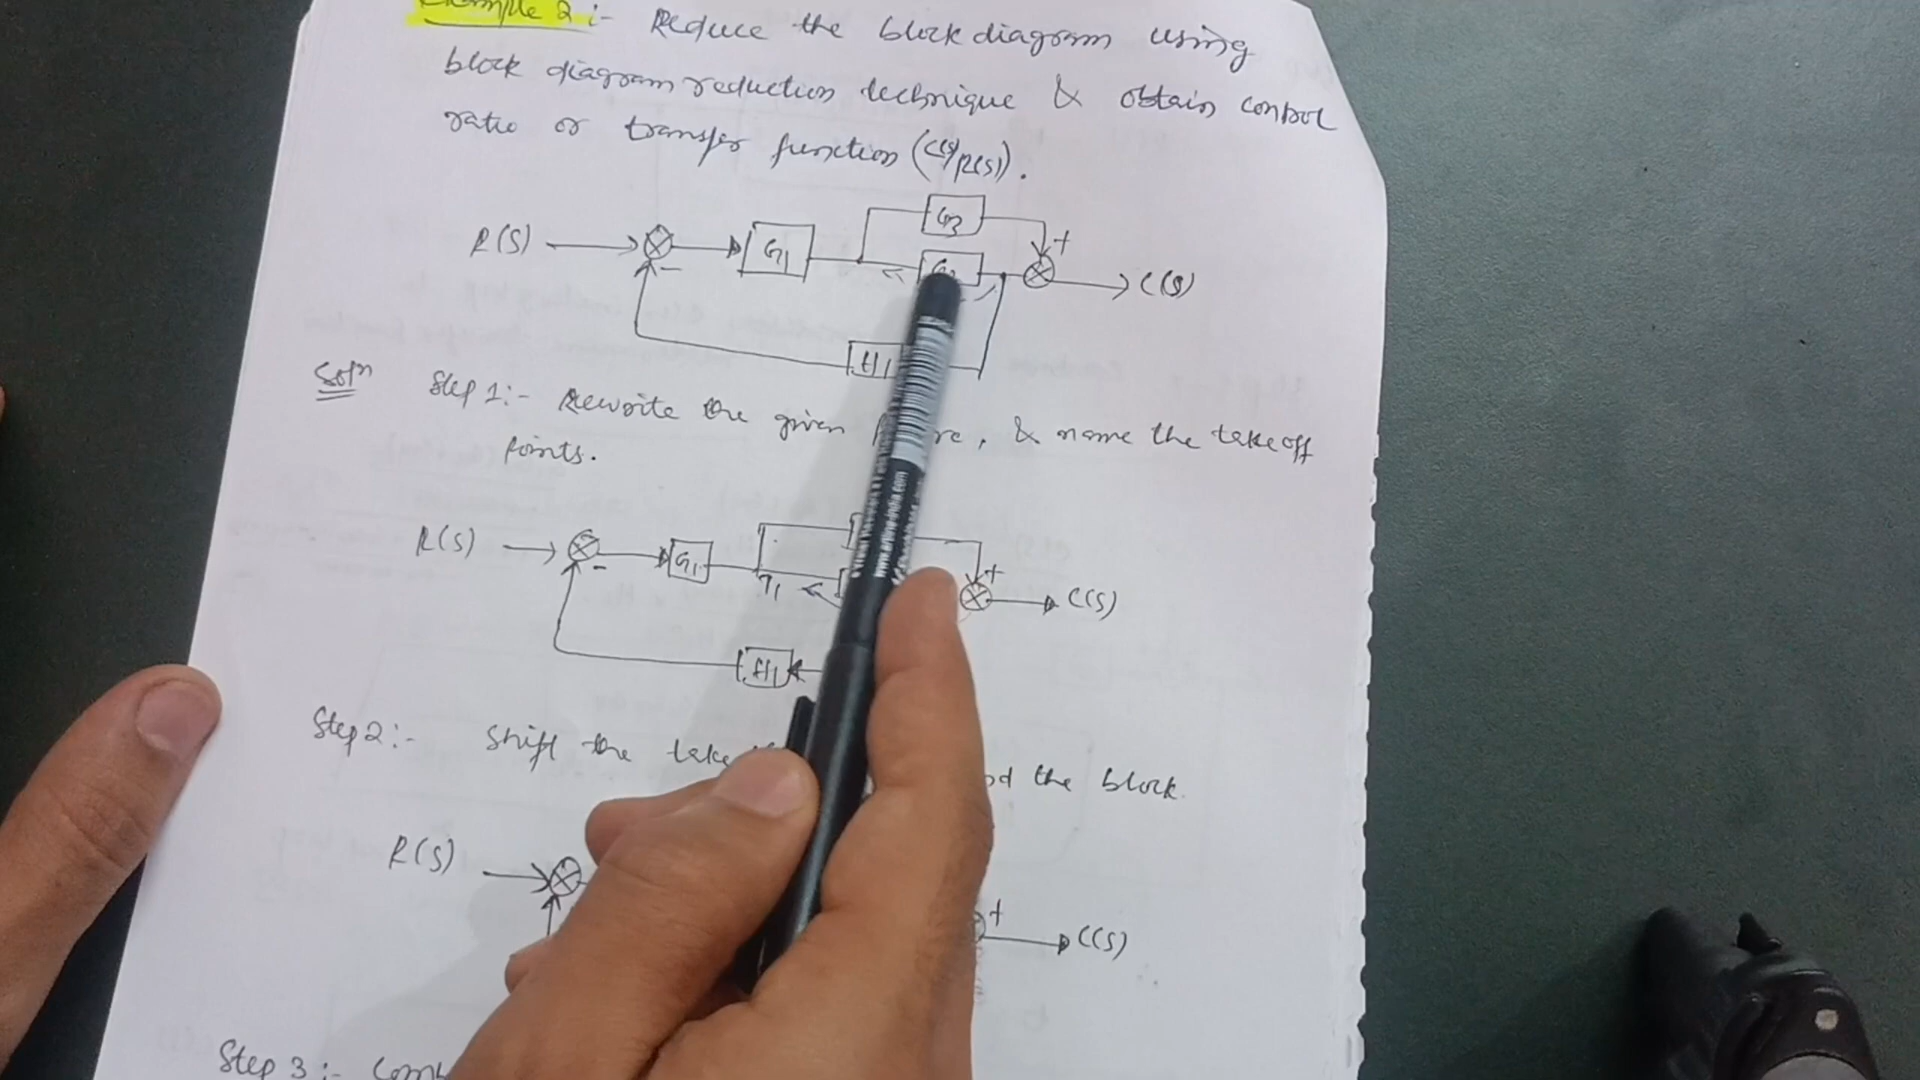 Example 2 :- Reduce the block diagram using
block diagram reduction technique & obtain control
ratio or transfer function (C(s)/R(s)).
G3
R(S) - G1 G2 + C(S)
H1
Soln Step 1:- Rewrite the given, & name the takeoff
points.
R(S) - G1 T1 + C(S)
H1
Step 2:- Shift the the block.
R(S) + C(S)
Step 3:-